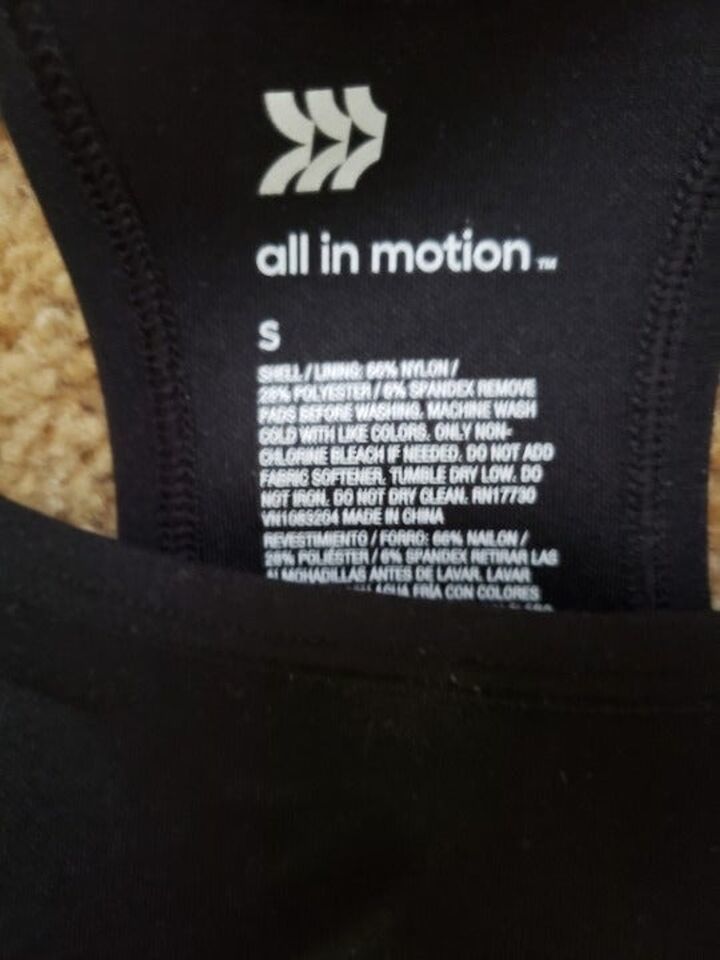 all in motion™
S
SHELL / LINING: 66% NYLON /
28% POLYESTER / 6% SPANDEX REMOVE
PADS BEFORE WASHING. MACHINE WASH
COLD WITH LIKE COLORS. ONLY NON-
CHLORINE BLEACH IF NEEDED. DO NOT ADD
FABRIC SOFTENER. TUMBLE DRY LOW. DO
NOT IRON. DO NOT DRY CLEAN. RN17730
VN1083204 MADE IN CHINA
REVESTIMIENTO / FORRO: 66% NAILON /
28% POLIÉSTER / 6% SPANDEX RETIRAR LAS
ALMOHADILLAS ANTES DE LAVAR. LAVAR
AGUA FRÍA CON COLORES